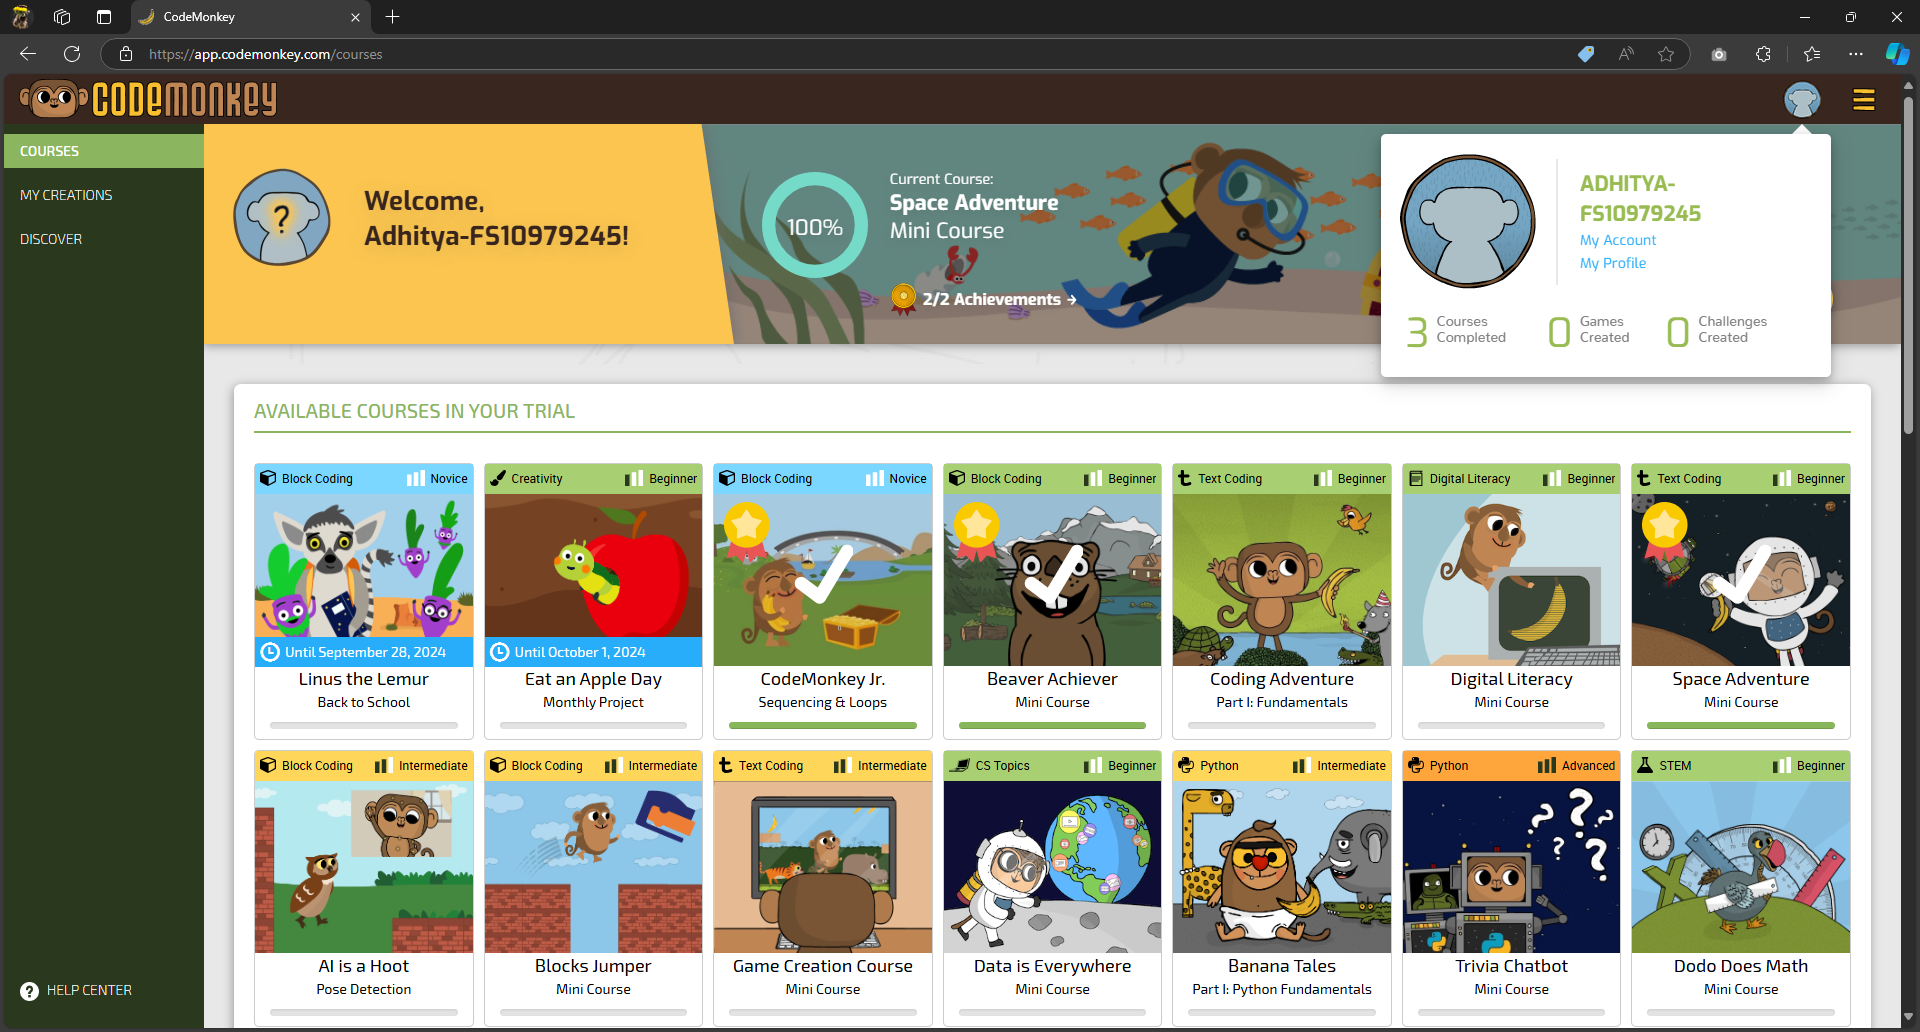 CodeMonkey
https://app.codemonkey.com/courses
CODEMONKEY
COURSES
MY CREATIONS
DISCOVER
HELP CENTER
?
Welcome,
Adhitya-FS10979245!
100%
Current Course:
Space Adventure
Mini Course
2/2 Achievements →
ADHITYA-
FS10979245
My Account
My Profile
3 Courses
Completed
0 Games
Created
0 Challenges
Created
AVAILABLE COURSES IN YOUR TRIAL
Block Coding Novice
Until September 28, 2024
Linus the Lemur
Back to School
Creativity Beginner
Until October 1, 2024
Eat an Apple Day
Monthly Project
Block Coding Novice
CodeMonkey Jr.
Sequencing & Loops
Block Coding Beginner
Beaver Achiever
Mini Course
Text Coding Beginner
Coding Adventure
Part I: Fundamentals
Digital Literacy Beginner
Digital Literacy
Mini Course
Text Coding Beginner
Space Adventure
Mini Course
Block Coding Intermediate
AI is a Hoot
Pose Detection
Block Coding Intermediate
Blocks Jumper
Mini Course
Text Coding Intermediate
Game Creation Course
Mini Course
CS Topics Beginner
Data is Everywhere
Mini Course
Python Intermediate
Banana Tales
Part I: Python Fundamentals
Python Advanced
? ? ? ?
Trivia Chatbot
Mini Course
STEM Beginner
Dodo Does Math
Mini Course